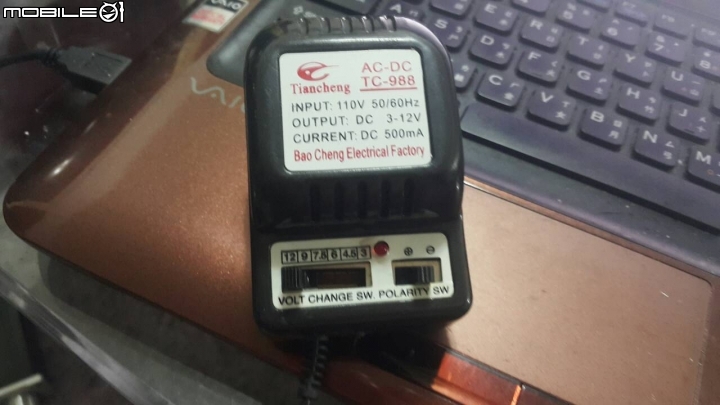 MOBILE01
VAIO
Tiancheng
AC-DC
TC-988
INPUT: 110V 50/60Hz
OUTPUT: DC 3-12V
CURRENT: DC 500mA
Bao Cheng Electrical Factory
12 9 7.5 6 4.5 3
⊕ ⊖
VOLT CHANGE SW. POLARITY SW